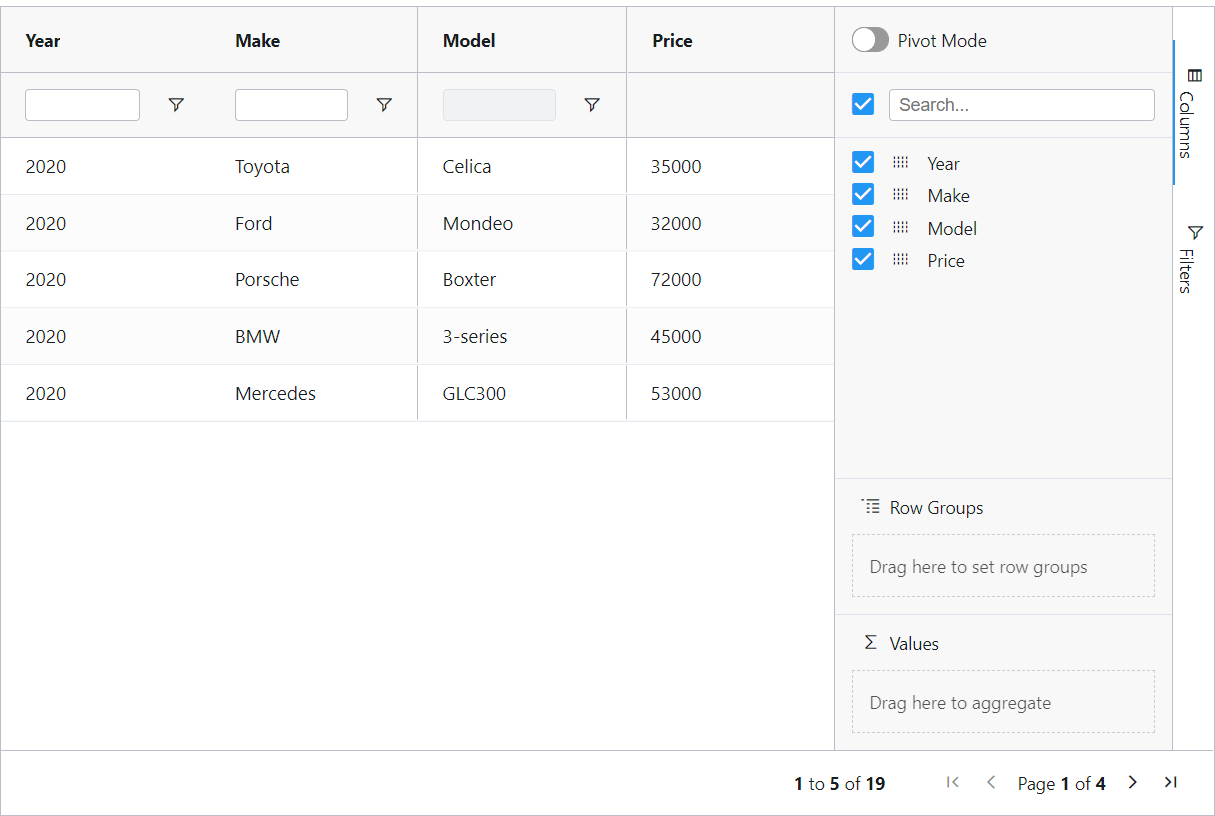 Year Make Model Price
2020 Toyota Celica 35000
2020 Ford Mondeo 32000
2020 Porsche Boxter 72000
2020 BMW 3-series 45000
2020 Mercedes GLC300 53000
Pivot Mode
Search...
Year
Make
Model
Price
Row Groups
Drag here to set row groups
Σ Values
Drag here to aggregate
Columns
Filters
1 to 5 of 19 Page 1 of 4